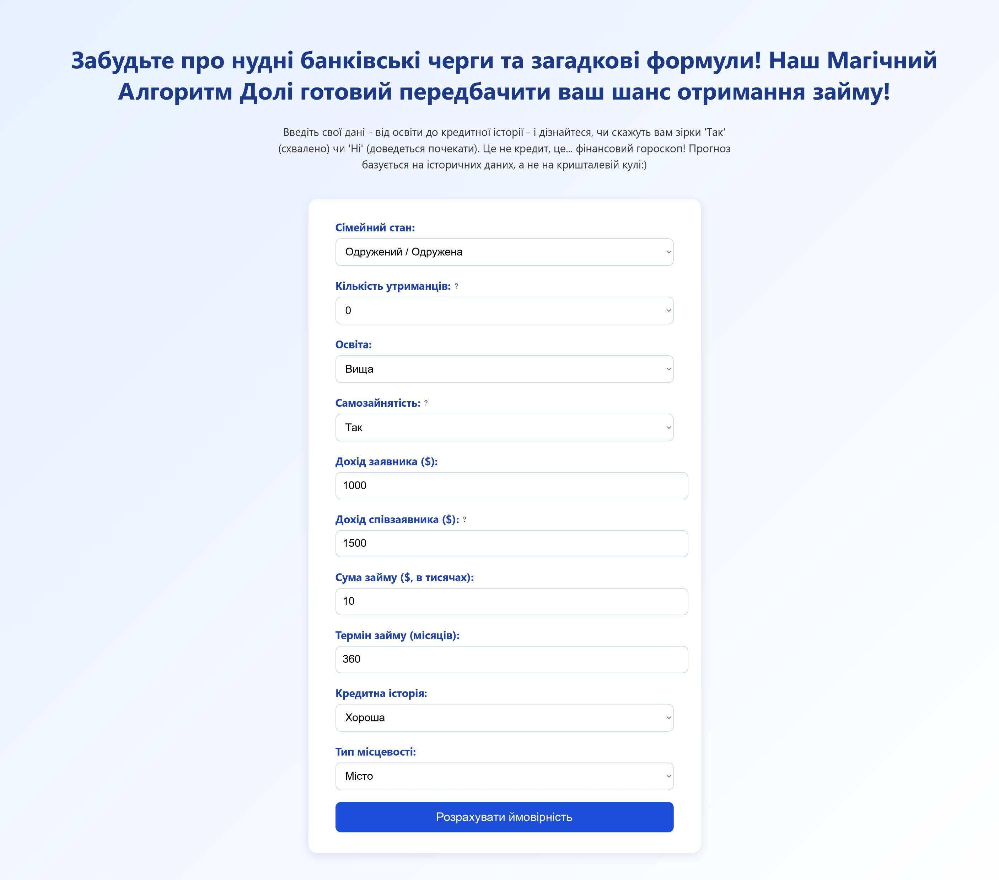 Забудьте про нудні банківські черги та загадкові формули! Наш Магічний
Алгоритм Долі готовий передбачити ваш шанс отримання займу!
Введіть свої дані - від освіти до кредитної історії - і дізнайтеся, чи скажуть вам зірки 'Так'
(схвалено) чи 'Ні' (доведеться почекати). Це не кредит, це... фінансовий гороскоп! Прогноз
базується на історичних даних, а не на кришталевій кулі:)
Сімейний стан:
Одружений / Одружена
Кількість утриманців: ?
0
Освіта:
Вища
Самозайнятість: ?
Так
Дохід заявника ($):
1000
Дохід співзаявника ($): ?
1500
Сума займу ($, в тисячах):
10
Термін займу (місяців):
360
Кредитна історія:
Хороша
Тип місцевості:
Місто
Розрахувати ймовірність